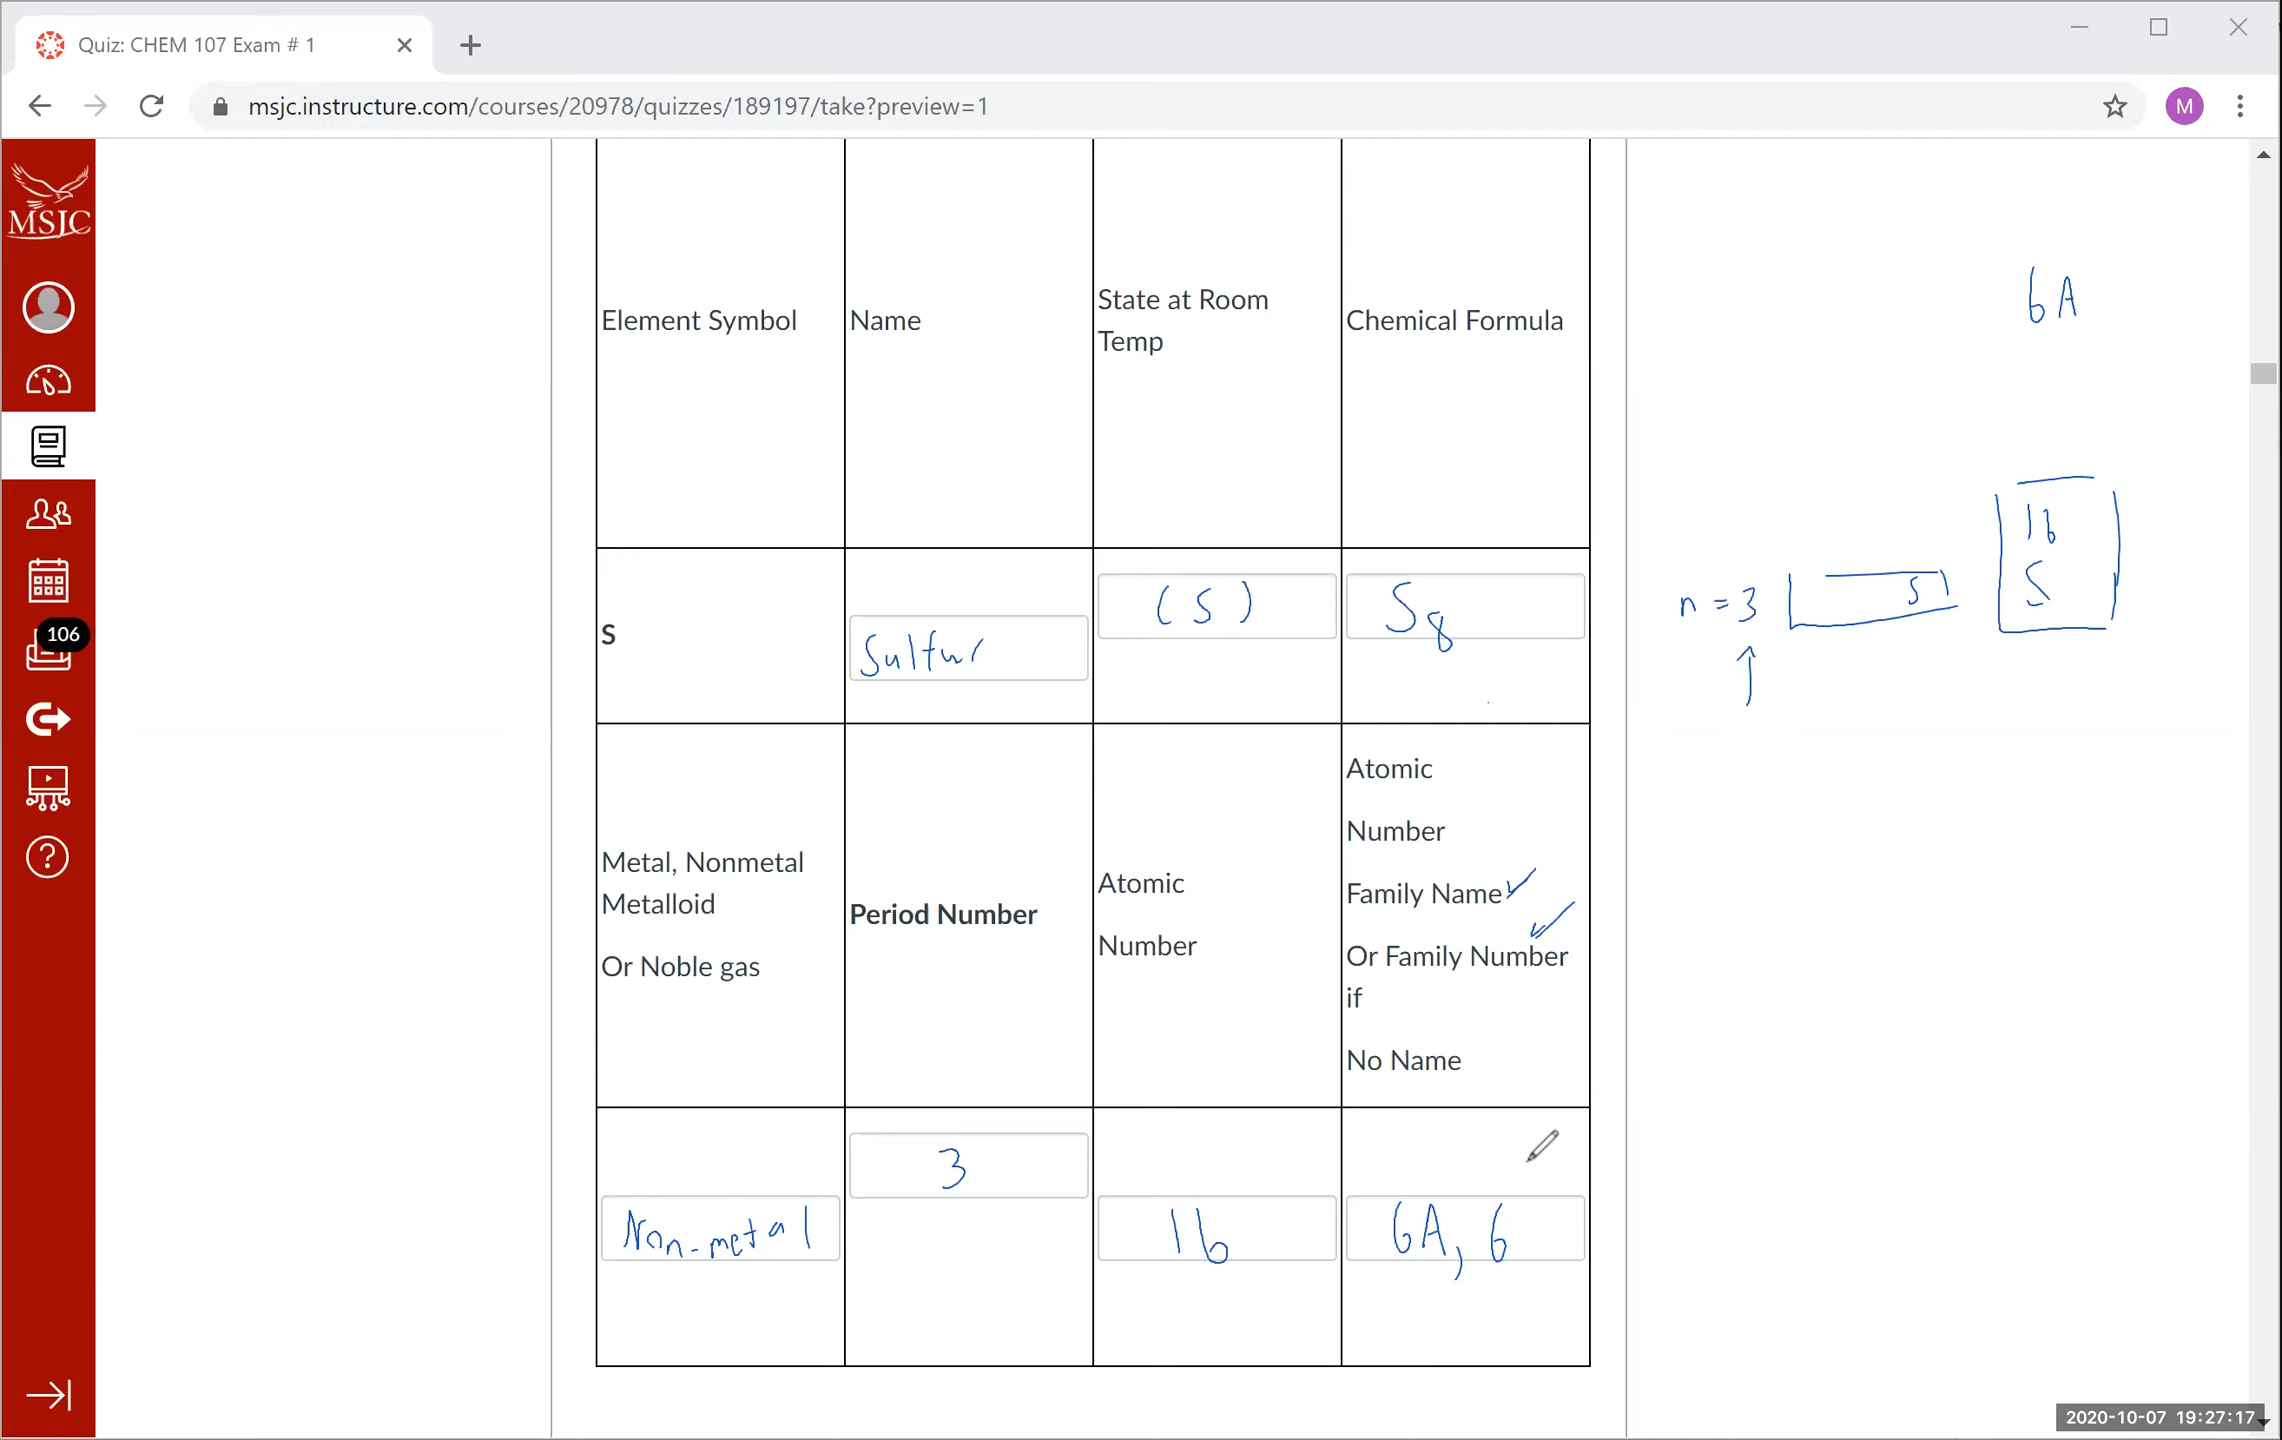 Quiz: CHEM 107 Exam # 1
msjc.instructure.com/courses/20978/quizzes/189197/take?preview=1
M
MSJC
106
Element Symbol
Name
State at Room
Temp
Chemical Formula
6A
S
Sulfur
(s)
S8
n = 3
S
16
S
Metal, Nonmetal
Metalloid
Or Noble gas
Period Number
Atomic
Number
Atomic
Number
Family Name
Or Family Number
if
No Name
Non-metal
3
16
6A, 6
2020-10-07 19:27:17